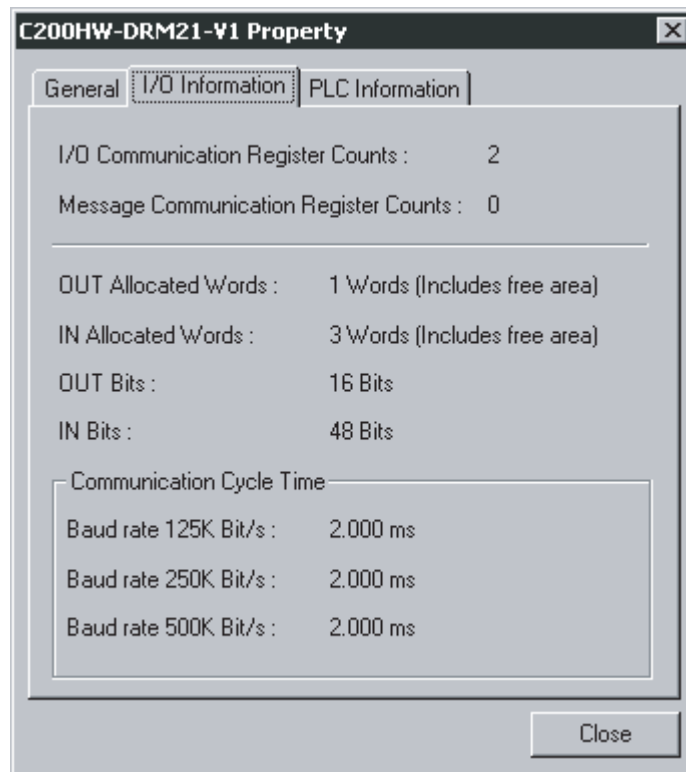 C200HW-DRM21-V1 Property
General I/O Information PLC Information
I/O Communication Register Counts : 2
Message Communication Register Counts : 0
OUT Allocated Words : 1 Words (Includes free area)
IN Allocated Words : 3 Words (Includes free area)
OUT Bits : 16 Bits
IN Bits : 48 Bits
Communication Cycle Time
Baud rate 125K Bit/s : 2.000 ms
Baud rate 250K Bit/s : 2.000 ms
Baud rate 500K Bit/s : 2.000 ms
Close